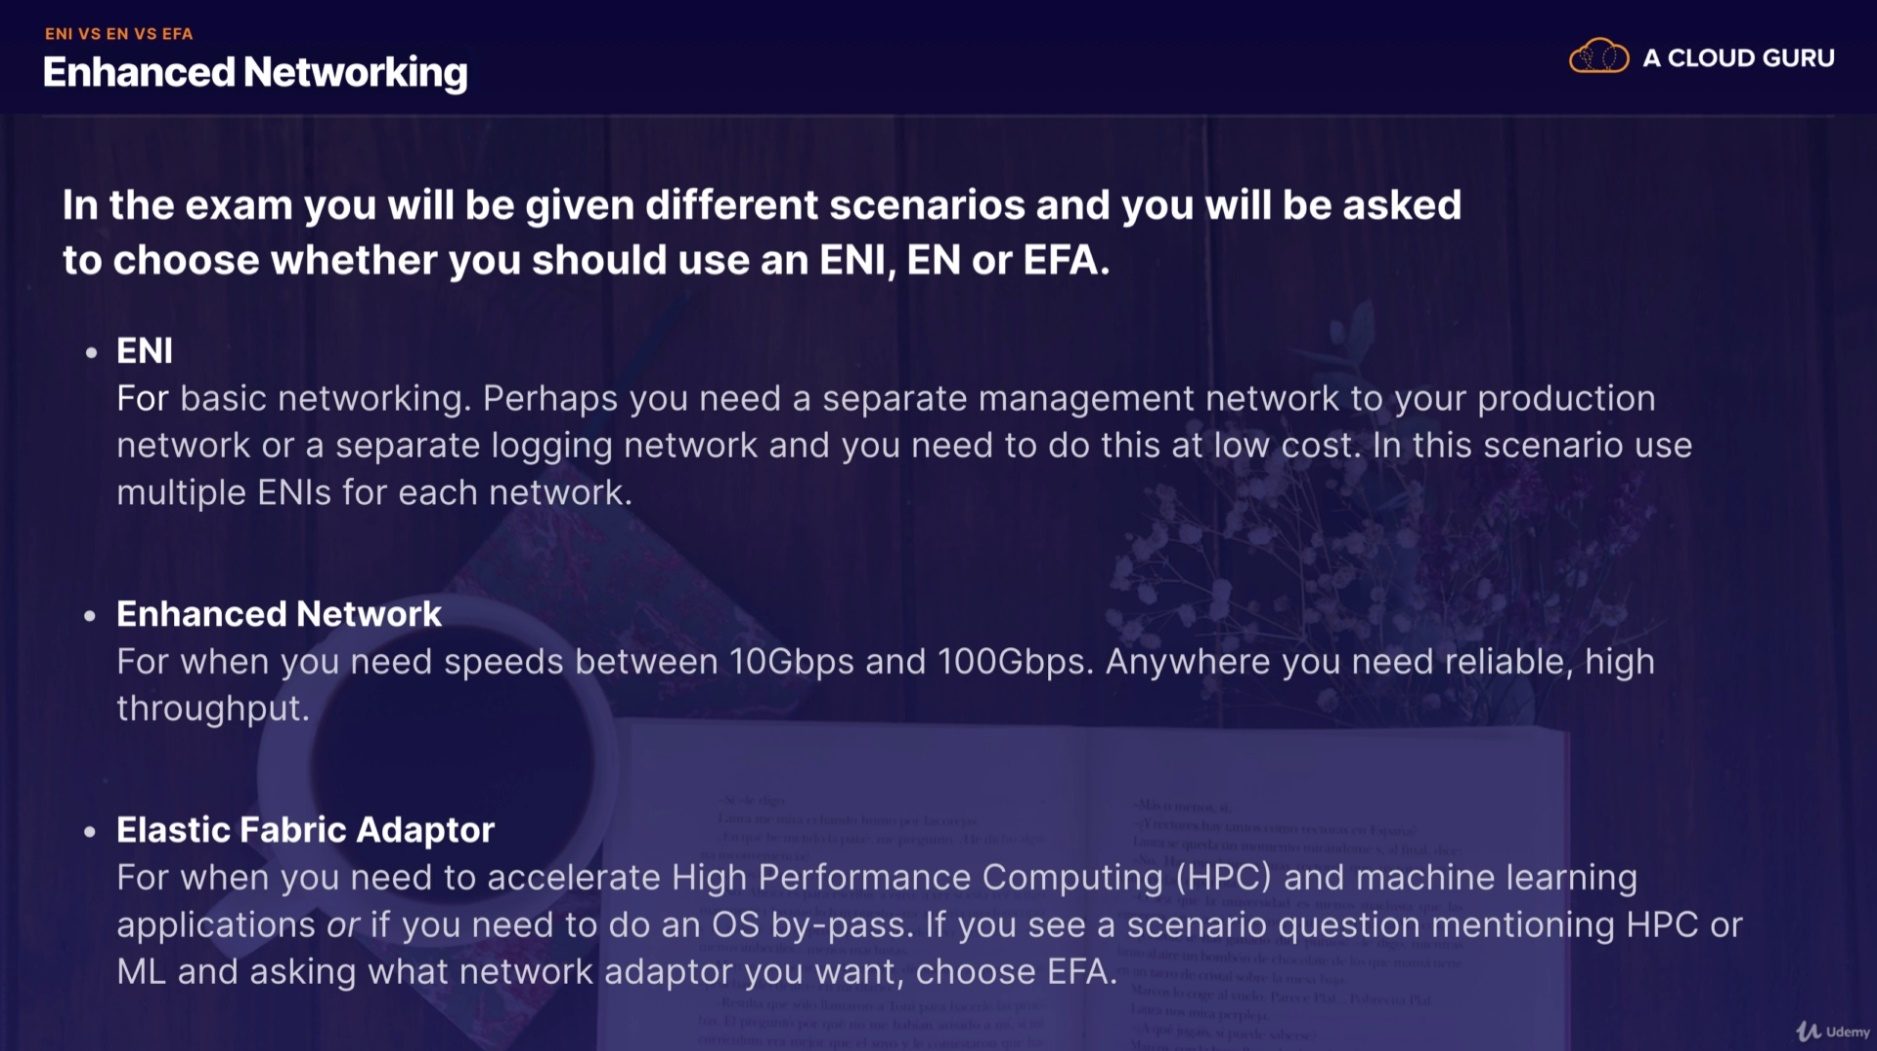 ENI VS EN VS EFA
Enhanced Networking
A CLOUD GURU
In the exam you will be given different scenarios and you will be asked
to choose whether you should use an ENI, EN or EFA.
• ENI
For basic networking. Perhaps you need a separate management network to your production
network or a separate logging network and you need to do this at low cost. In this scenario use
multiple ENIs for each network.
• Enhanced Network
For when you need speeds between 10Gbps and 100Gbps. Anywhere you need reliable, high
throughput.
• Elastic Fabric Adaptor
For when you need to accelerate High Performance Computing (HPC) and machine learning
applications or if you need to do an OS by-pass. If you see a scenario question mentioning HPC or
ML and asking what network adaptor you want, choose EFA.
Udemy